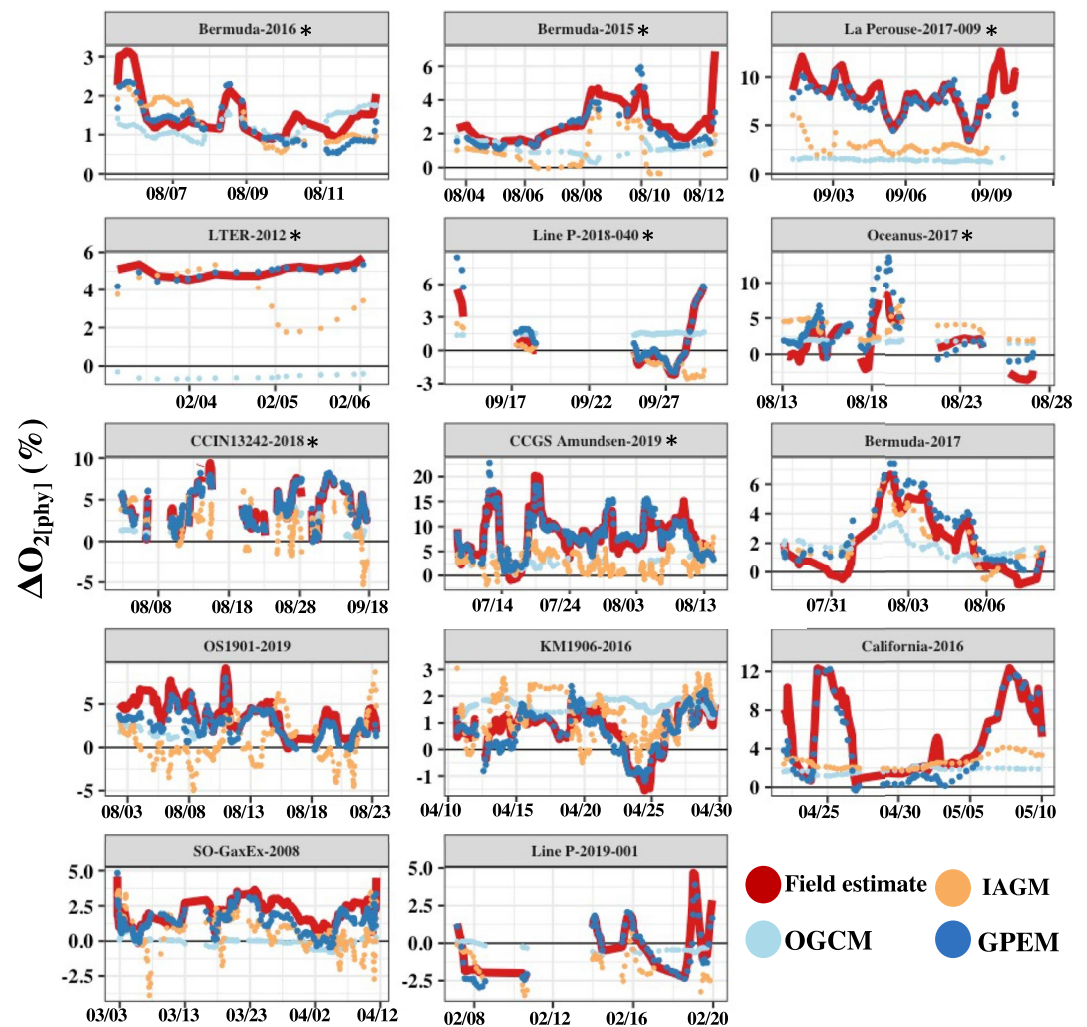 Bermuda-2016 *
Bermuda-2015 *
La Perouse-2017-009 *
3
2
1
0
08/07 08/09 08/11
6
4
2
0
08/04 08/06 08/08 08/10 08/12
10
5
0
09/03 09/06 09/09
LTER-2012 *
Line P-2018-040 *
Oceanus-2017 *
6
4
2
0
02/04 02/05 02/06
6
3
0
-3
09/17 09/22 09/27
10
5
0
08/13 08/18 08/23 08/28
ΔO2[phy] (%)
CCIN13242-2018 *
CCGS Amundsen-2019 *
Bermuda-2017
10
5
0
-5
08/08 08/18 08/28 09/18
20
15
10
5
0
07/14 07/24 08/03 08/13
6
4
2
0
07/31 08/03 08/06
OS1901-2019
KM1906-2016
California-2016
5
0
-5
08/03 08/08 08/13 08/18 08/23
3
2
1
0
-1
04/10 04/15 04/20 04/25 04/30
12
8
4
0
04/25 04/30 05/05 05/10
SO-GaxEx-2008
Line P-2019-001
5.0
2.5
0.0
-2.5
03/03 03/13 03/23 04/02 04/12
5.0
2.5
0.0
-2.5
02/08 02/12 02/16 02/20
Field estimate IAGM
OGCM GPEM